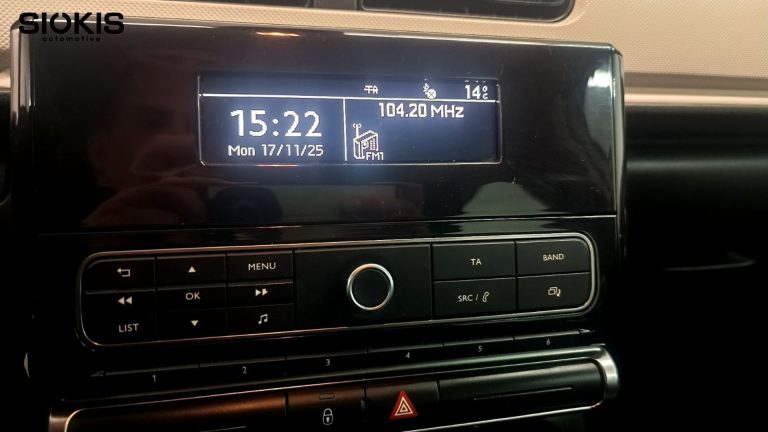 SIOKIS
automotive
TA
14°C
15:22
104.20 MHz
Mon 17/11/25
FM1
MENU
TA
BAND
OK
SRC /
LIST
1 2 3 4 5 6